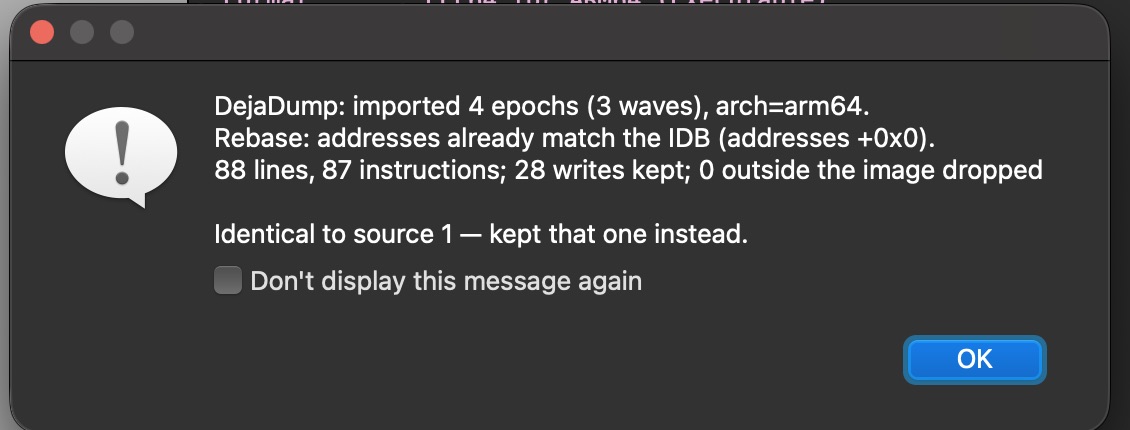 DejaDump: imported 4 epochs (3 waves), arch=arm64.
Rebase: addresses already match the IDB (addresses +0x0).
88 lines, 87 instructions; 28 writes kept; 0 outside the image dropped
Identical to source 1 — kept that one instead.
Don't display this message again
OK